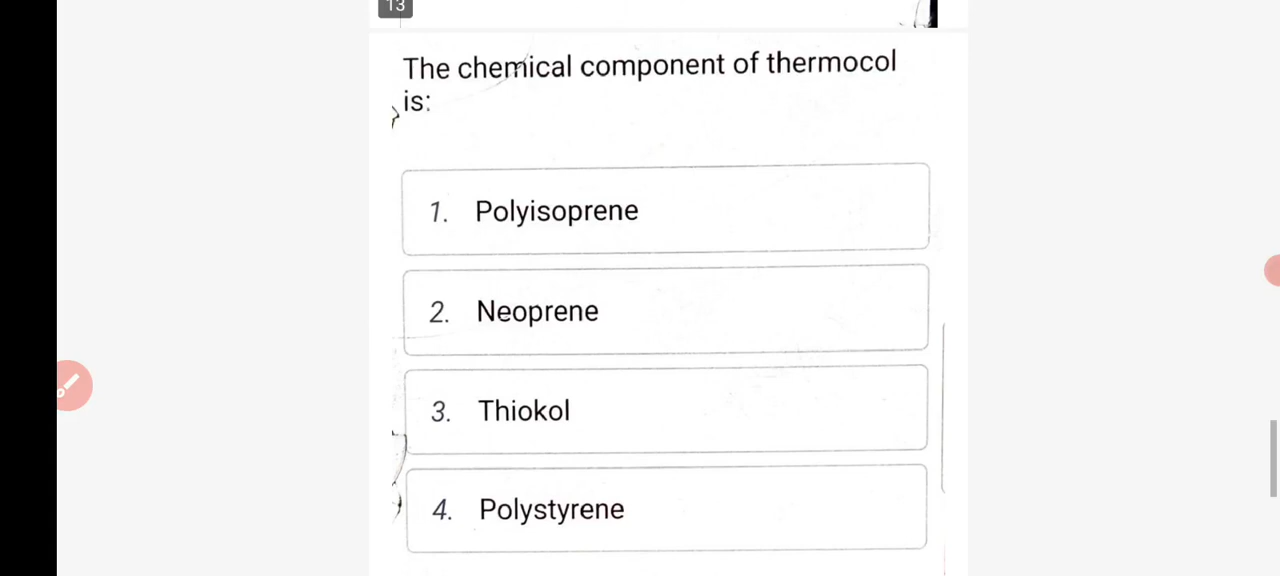 13
The chemical component of thermocol
is:
1. Polyisoprene
2. Neoprene
3. Thiokol
4. Polystyrene